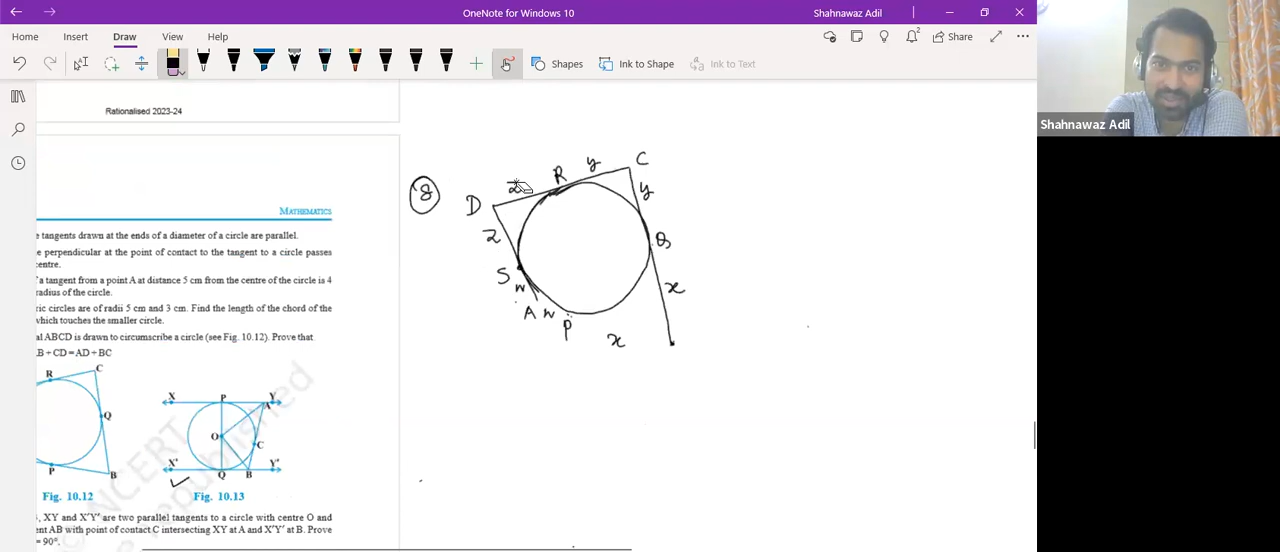 OneNote for Windows 10
Shahnawaz Adil
Home Insert Draw View Help
Share
Shapes
Ink to Shape
Ink to Text
Shahnawaz Adil
Rationalised 2023-24
MATHEMATICS
e tangents drawn at the ends of a diameter of a circle are parallel.
e perpendicular at the point of contact to the tangent to a circle passes
centre.
f a tangent from a point A at distance 5 cm from the centre of the circle is 4
radius of the circle.
ric circles are of radii 5 cm and 3 cm. Find the length of the chord of the
which touches the smaller circle.
al ABCD is drawn to circumscribe a circle (see Fig. 10.12). Prove that
B + CD = AD + BC
R
C
Q
P
B
X P Y
A
O
C
X′ Q B Y′
Fig. 10.12
Fig. 10.13
, XY and X′Y′ are two parallel tangents to a circle with centre O and
ent AB with point of contact C intersecting XY at A and X′Y′ at B. Prove
= 90°.
8
D
z
R
y
C
y
z
Q
S
w
A
w
P
x
x